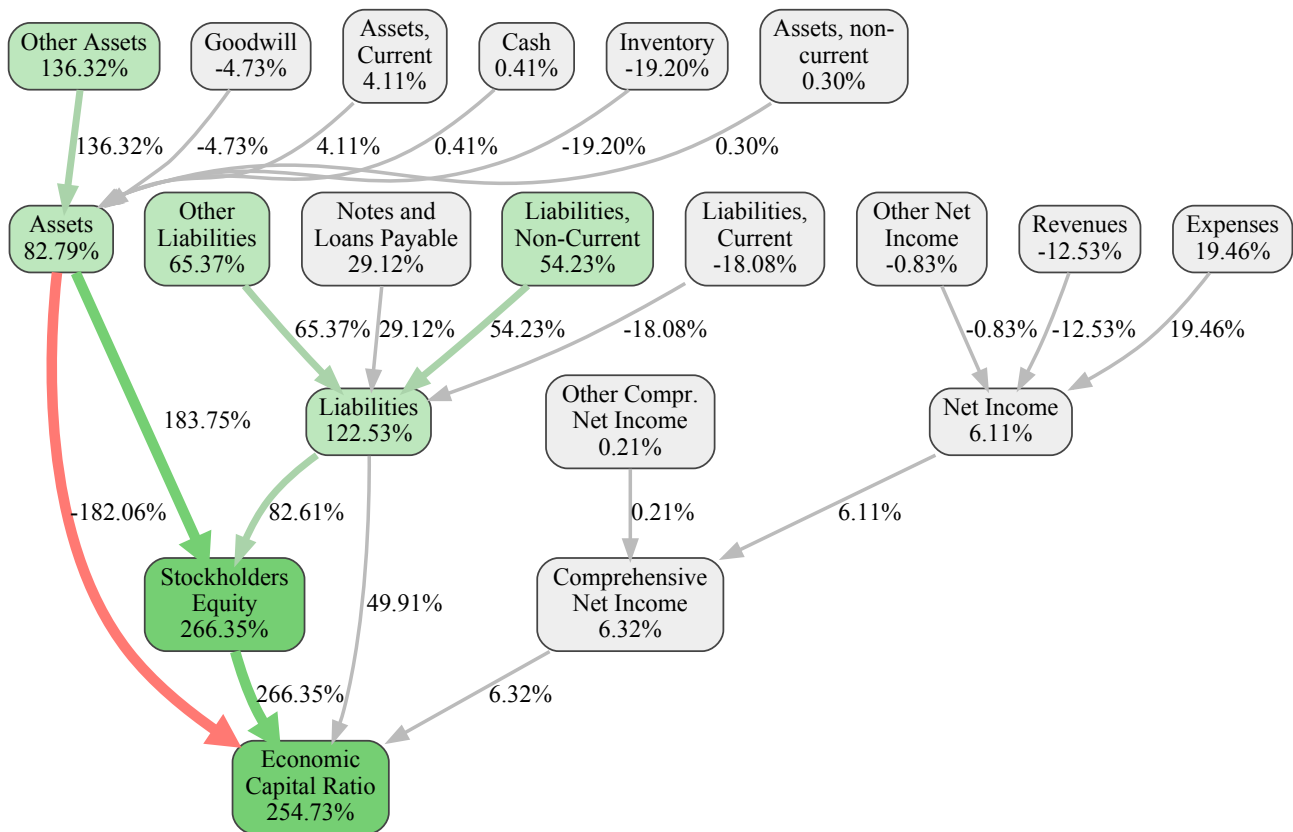 Other Assets
136.32%
Goodwill
-4.73%
Assets,
Current
4.11%
Cash
0.41%
Inventory
-19.20%
Assets, non-
current
0.30%
136.32%
-4.73%
4.11%
0.41%
-19.20%
0.30%
Assets
82.79%
Other
Liabilities
65.37%
Notes and
Loans Payable
29.12%
Liabilities,
Non-Current
54.23%
Liabilities,
Current
-18.08%
Other Net
Income
-0.83%
Revenues
-12.53%
Expenses
19.46%
65.37%
29.12%
54.23%
-18.08%
-0.83%
-12.53%
19.46%
183.75%
Liabilities
122.53%
Other Compr.
Net Income
0.21%
Net Income
6.11%
-182.06%
82.61%
0.21%
6.11%
Stockholders
Equity
266.35%
49.91%
Comprehensive
Net Income
6.32%
266.35%
6.32%
Economic
Capital Ratio
254.73%